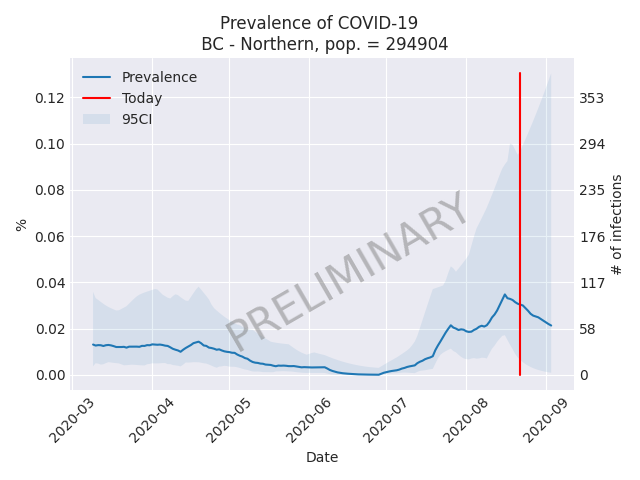 Prevalence of COVID-19
BC - Northern, pop. = 294904
Prevalence
Today
95CI
0.12
0.10
0.08
0.06
0.04
0.02
0.00
%
353
294
235
176
117
58
0
# of infections
PRELIMINARY
2020-03
2020-04
2020-05
2020-06
2020-07
2020-08
2020-09
Date